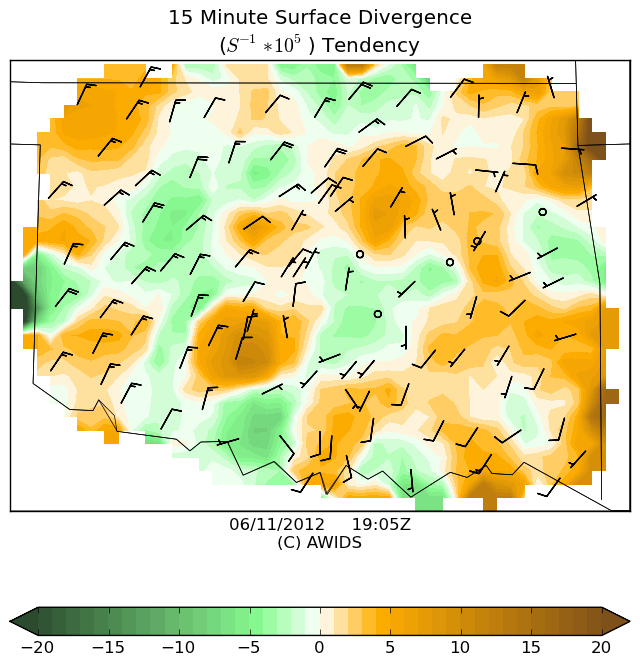 15 Minute Surface Divergence
(S⁻¹ *10⁵ ) Tendency
06/11/2012 19:05Z
(C) AWIDS
−20 −15 −10 −5 0 5 10 15 20